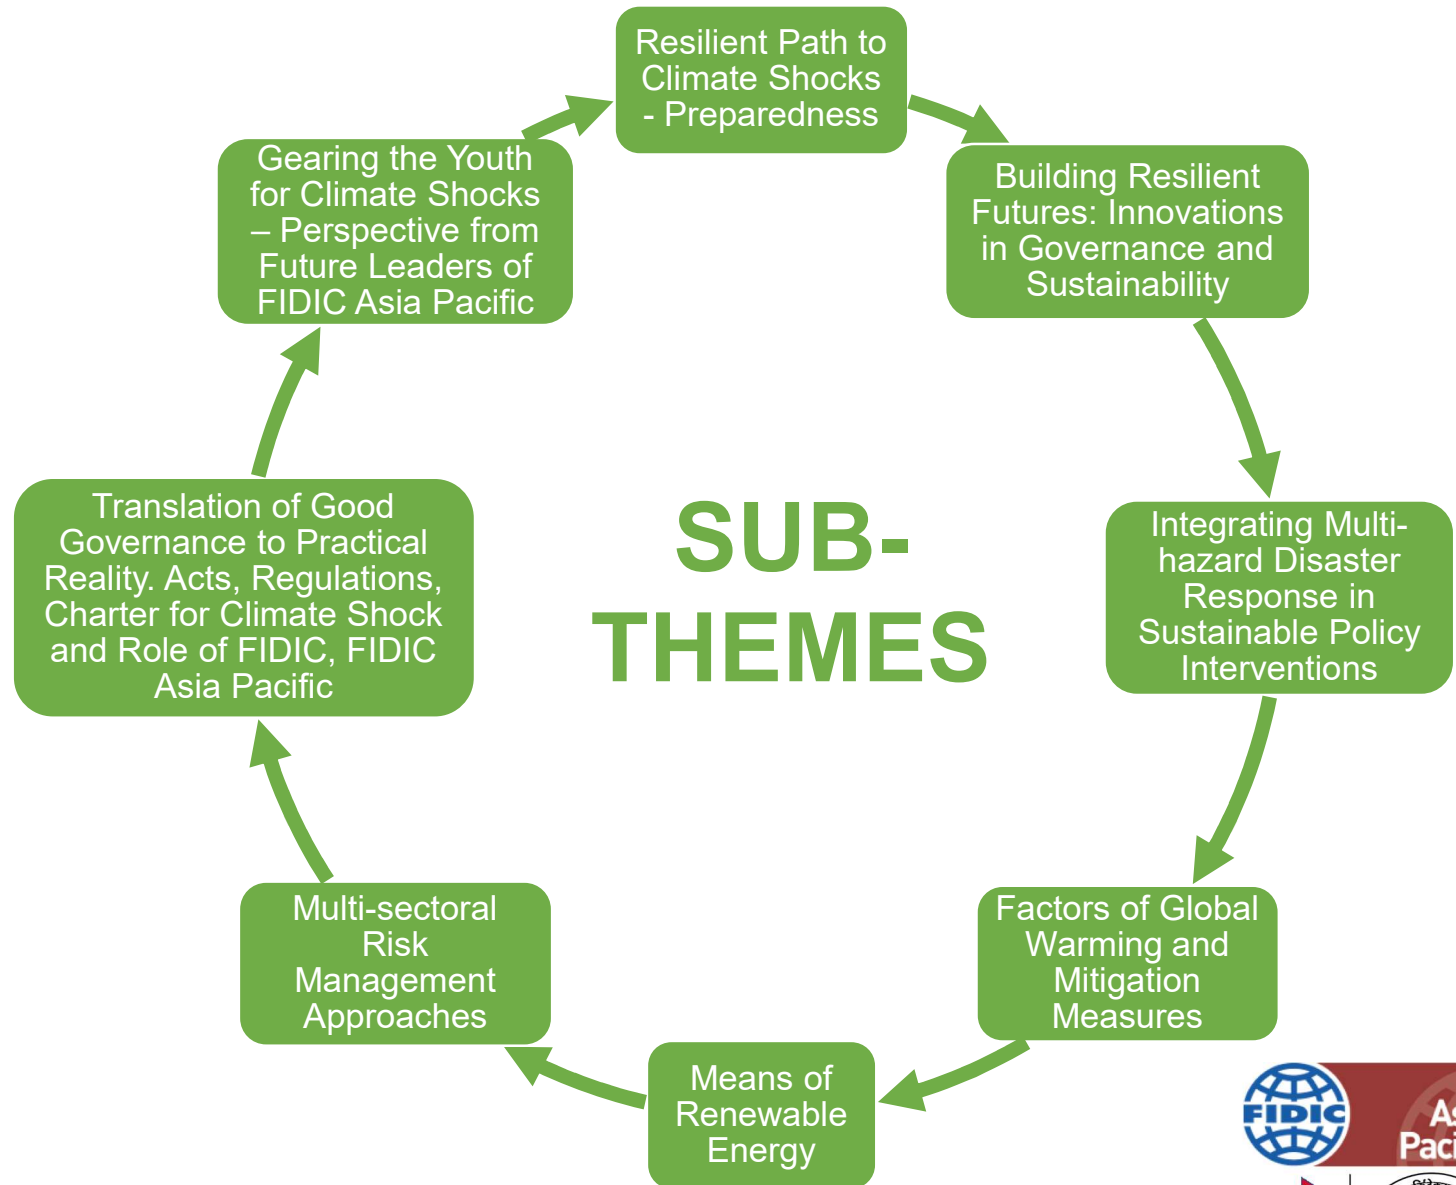 Resilient Path to
Climate Shocks
- Preparedness
Building Resilient
Futures: Innovations
in Governance and
Sustainability
Integrating Multi-
hazard Disaster
Response in
Sustainable Policy
Interventions
Factors of Global
Warming and
Mitigation
Measures
Means of
Renewable
Energy
Multi-sectoral
Risk
Management
Approaches
Translation of Good
Governance to Practical
Reality. Acts, Regulations,
Charter for Climate Shock
and Role of FIDIC, FIDIC
Asia Pacific
Gearing the Youth
for Climate Shocks
– Perspective from
Future Leaders of
FIDIC Asia Pacific
SUB-
THEMES
FIDIC